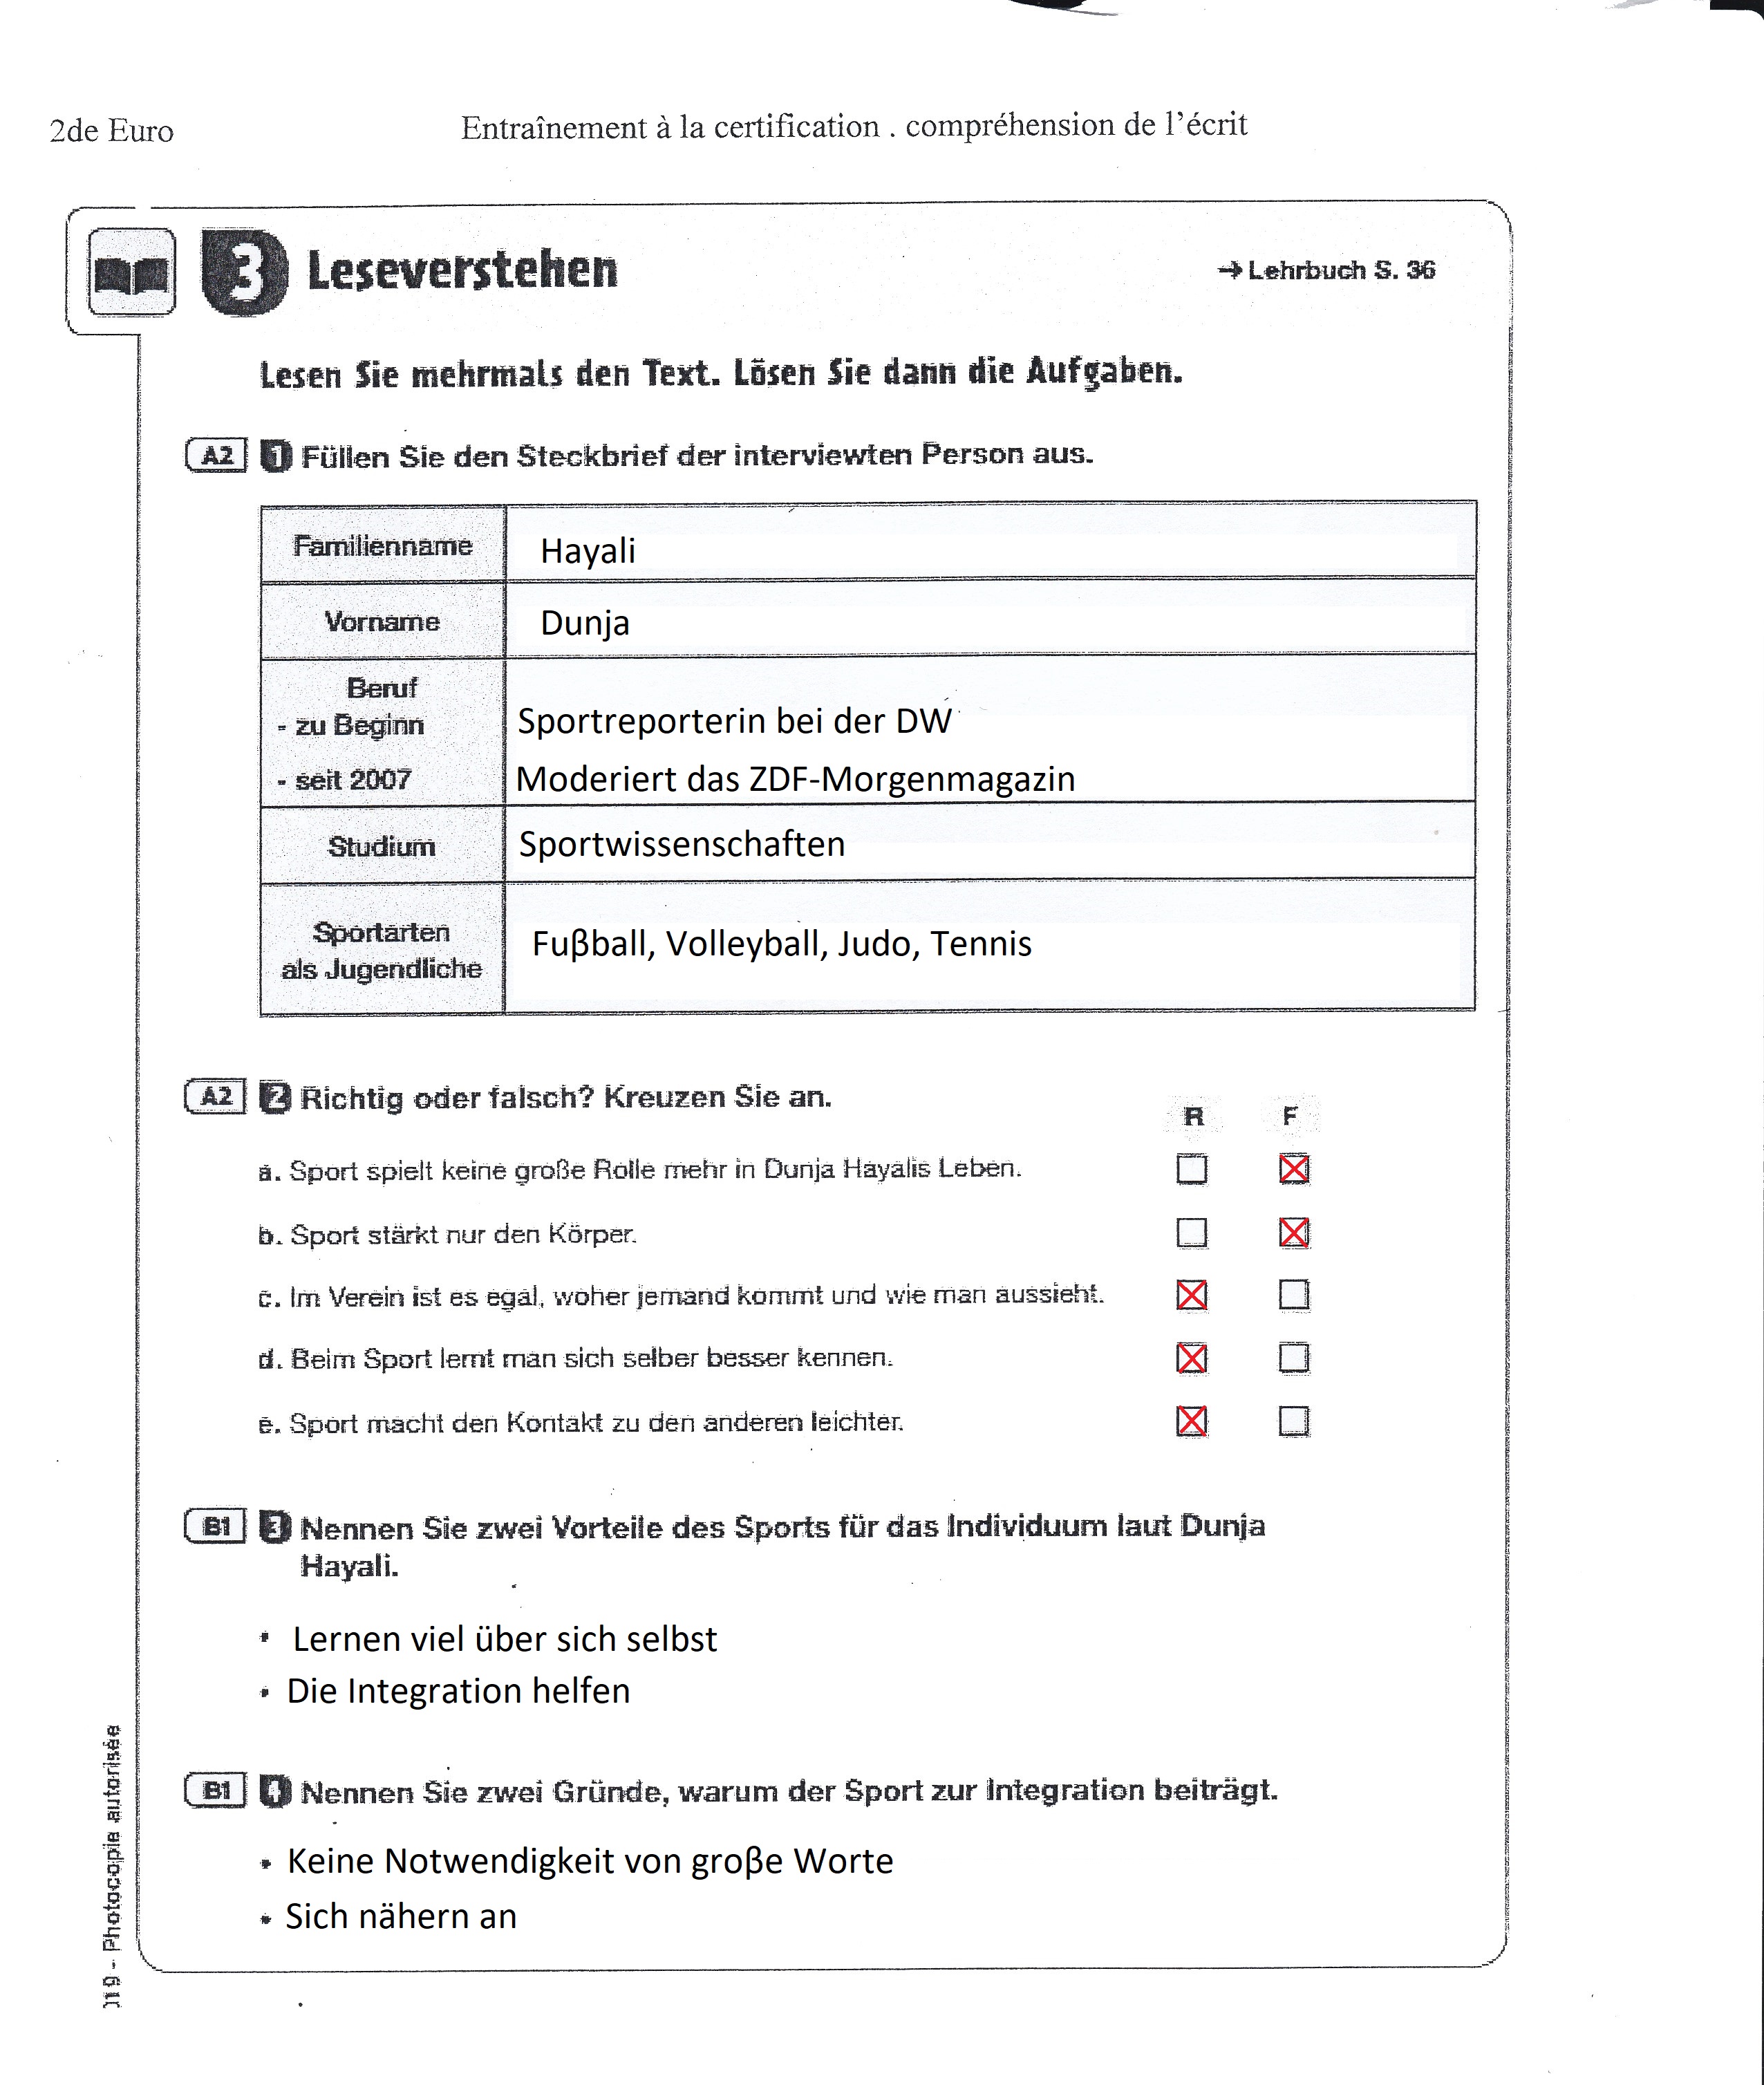 2de Euro
Entraînement à la certification . compréhension de l'écrit
3 Leseverstehen
→ Lehrbuch S. 36
Lesen Sie mehrmals den Text. Lösen Sie dann die Aufgaben.
A2 1 Füllen Sie den Steckbrief der interviewten Person aus.
Familienname
Hayali
Vorname
Dunja
Beruf
- zu Beginn
Sportreporterin bei der DW
- seit 2007
Moderiert das ZDF-Morgenmagazin
Studium
Sportwissenschaften
Sportarten
als Jugendliche
Fußball, Volleyball, Judo, Tennis
A2 2 Richtig oder falsch? Kreuzen Sie an.
R F
a. Sport spielt keine große Rolle mehr in Dunja Hayalis Leben.
b. Sport stärkt nur den Körper.
c. Im Verein ist es egal, woher jemand kommt und wie man aussieht.
d. Beim Sport lernt man sich selber besser kennen.
e. Sport macht den Kontakt zu den anderen leichter.
B1 3 Nennen Sie zwei Vorteile des Sports für das Individuum laut Dunja
Hayali.
• Lernen viel über sich selbst
• Die Integration helfen
B1 4 Nennen Sie zwei Gründe, warum der Sport zur Integration beiträgt.
• Keine Notwendigkeit von große Worte
• Sich nähern an
- Photocopie autorisée